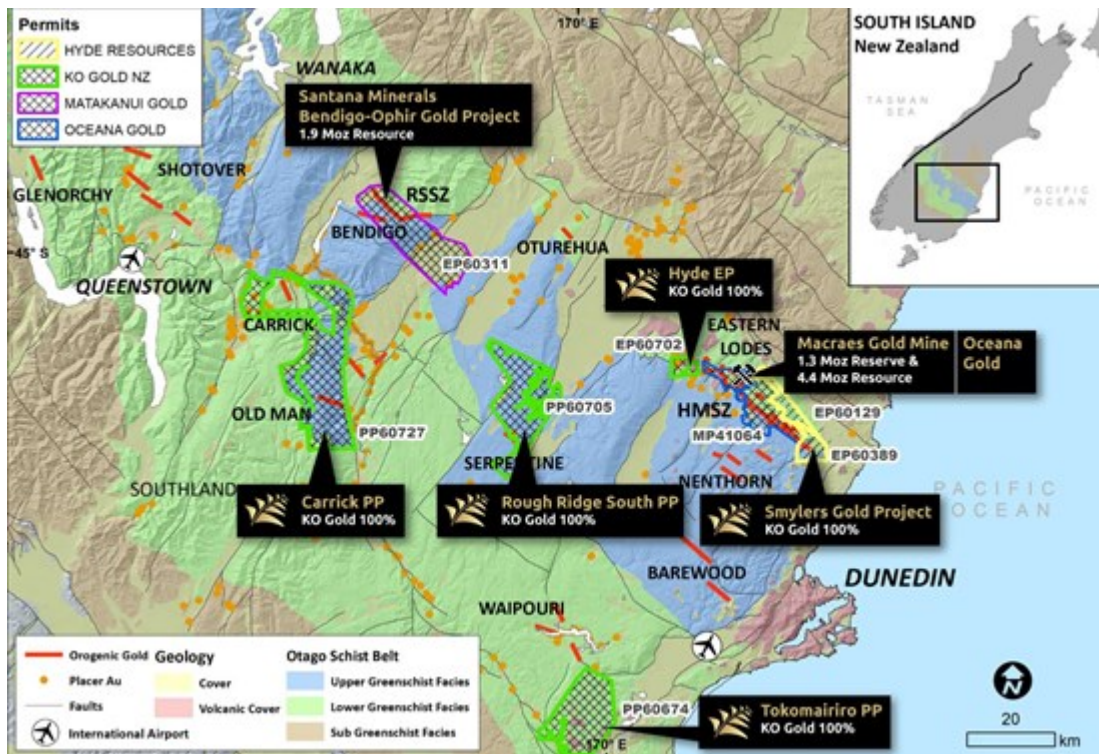 Permits
HYDE RESOURCES
KO GOLD NZ
MATAKANUI GOLD
OCEANA GOLD
170° E
SOUTH ISLAND
New Zealand
TASMAN
SEA
PACIFIC
OCEAN
WANAKA
Santana Minerals
Bendigo-Ophir Gold Project
1.9 Moz Resource
SHOTOVER
GLENORCHY
RSSZ
BENDIGO
OTUREHUA
45° S
EP60311
QUEENSTOWN
Hyde EP
KO Gold 100%
CARRICK
EP60702
EASTERN
LODES
Macraes Gold Mine
1.3 Moz Reserve &
4.4 Moz Resource
Oceana
Gold
OLD MAN
PP60727
PP60705
HMSZ
EP60129
MP41064
EP60389
SERPENTINE
NENTHORN
SOUTHLAND
PACIFIC
OCEAN
Carrick PP
KO Gold 100%
Rough Ridge South PP
KO Gold 100%
Smylers Gold Project
KO Gold 100%
BAREWOOD
DUNEDIN
WAIPOURI
Orogenic Gold
Placer Au
Faults
International Airport
Geology
Cover
Volcanic Cover
Otago Schist Belt
Upper Greenschist Facies
Lower Greenschist Facies
Sub Greenschist Facies
PP60674
Tokomairiro PP
KO Gold 100%
170° E
N
20
km